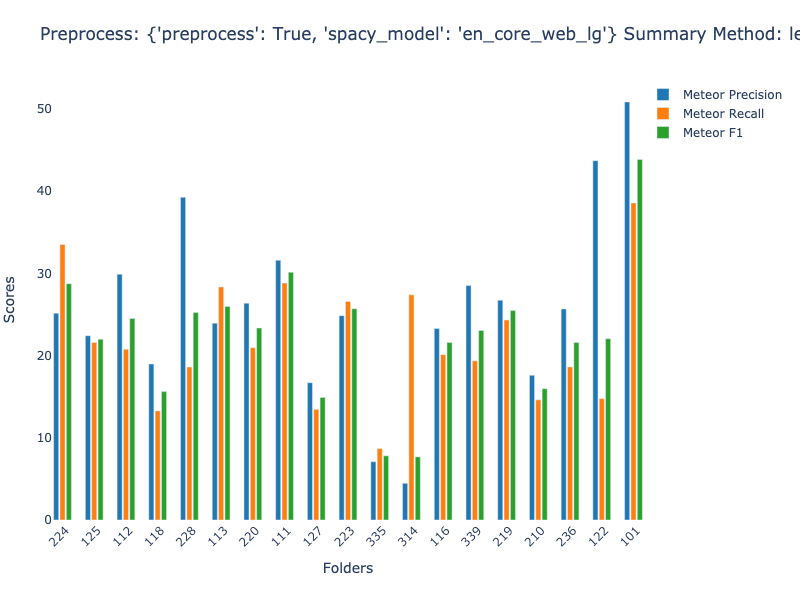 Preprocess: {'preprocess': True, 'spacy_model': 'en_core_web_lg'} Summary Method: le
Meteor Precision
Meteor Recall
Meteor F1
50
40
30
20
10
0
Scores
224 125 112 118 228 113 220 111 127 223 335 314 116 339 219 210 236 122 101
Folders